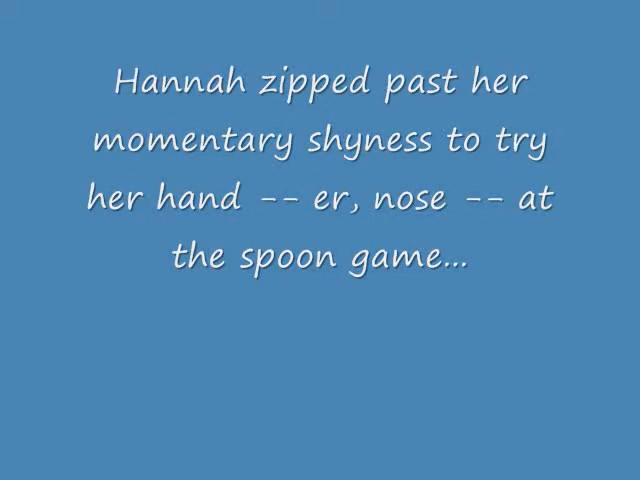 Hannah zipped past her
momentary shyness to try
her hand -- er, nose -- at
the spoon game...